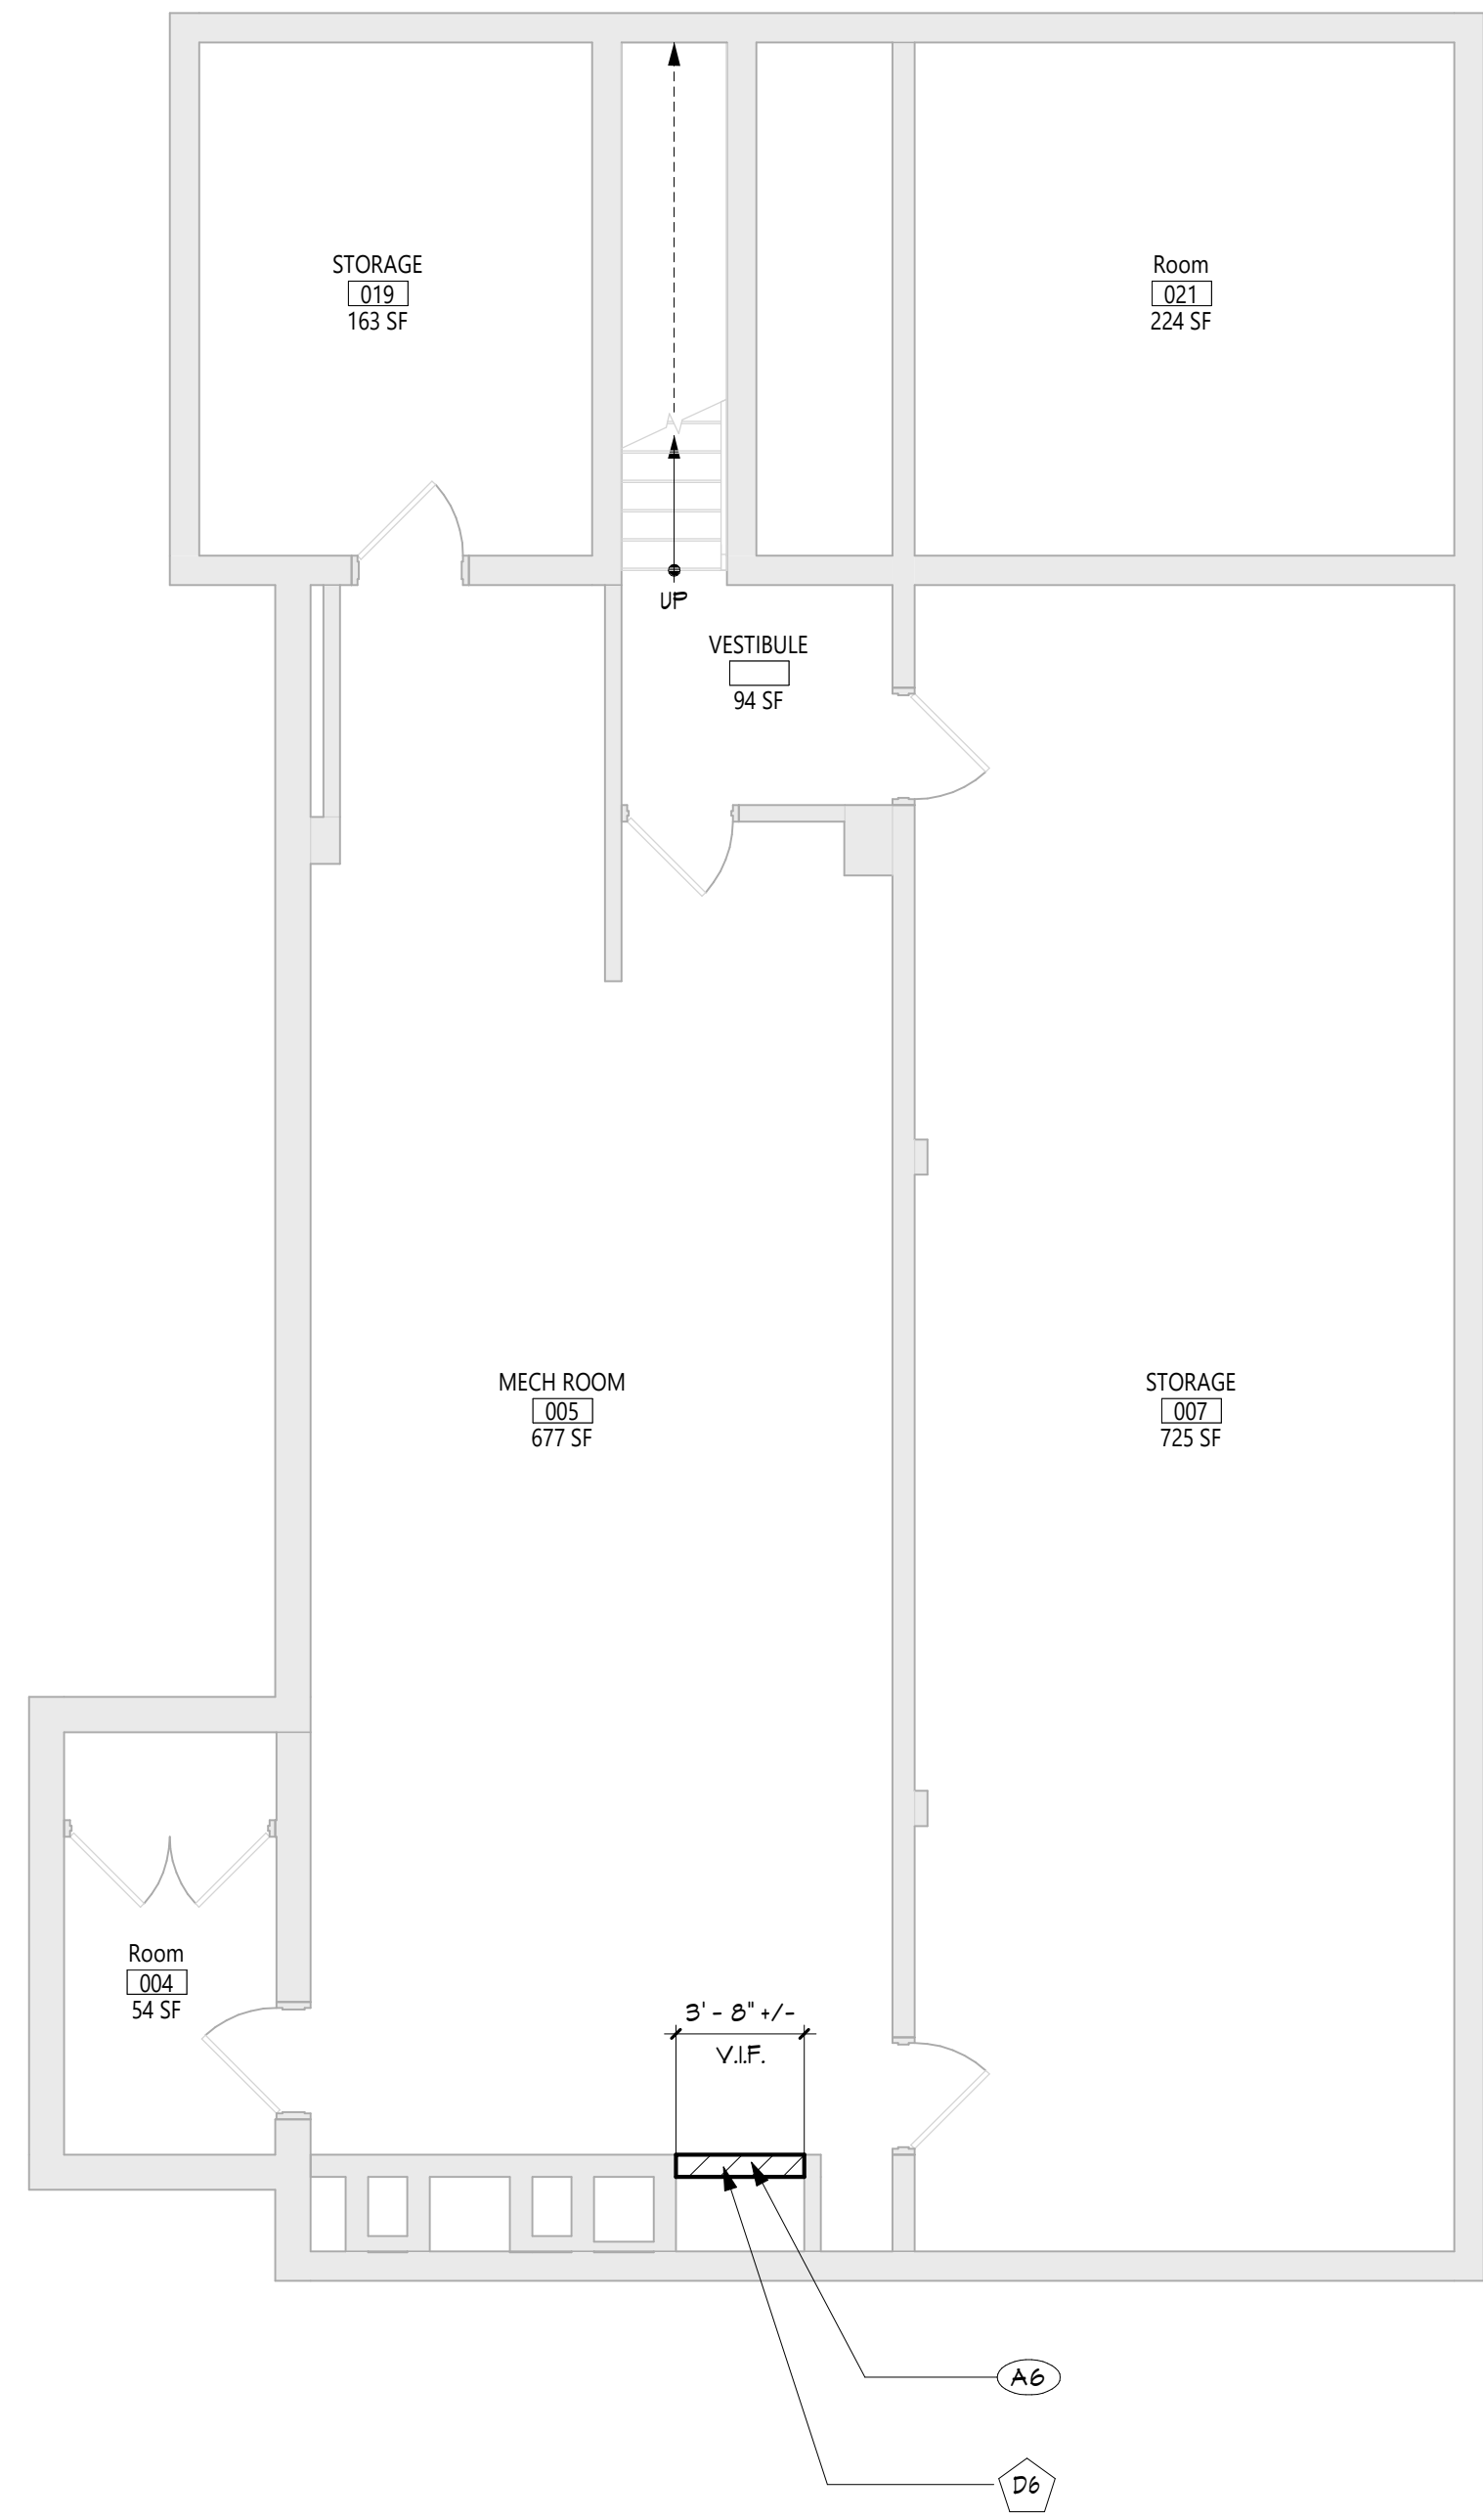 STORAGE
019
163 SF
Room
021
224 SF
UP
VESTIBULE
94 SF
MECH ROOM
005
677 SF
STORAGE
007
725 SF
Room
004
54 SF
3' - 8" +/-
V.I.F.
A6
D6